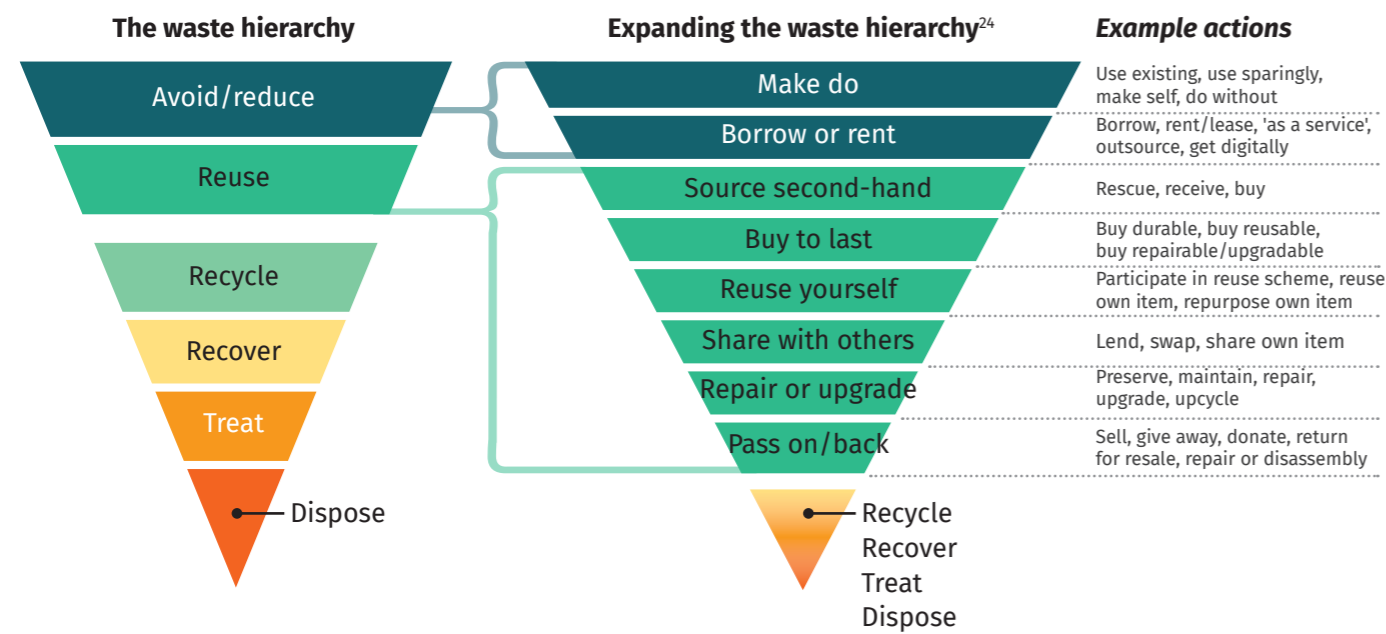 The waste hierarchy
Avoid/reduce
Reuse
Recycle
Recover
Treat
Dispose
Expanding the waste hierarchy24
Make do
Borrow or rent
Source second-hand
Buy to last
Reuse yourself
Share with others
Repair or upgrade
Pass on/back
Recycle
Recover
Treat
Dispose
Example actions
Use existing, use sparingly,
make self, do without
Borrow, rent/lease, 'as a service',
outsource, get digitally
Rescue, receive, buy
Buy durable, buy reusable,
buy repairable/upgradable
Participate in reuse scheme, reuse
own item, repurpose own item
Lend, swap, share own item
Preserve, maintain, repair,
upgrade, upcycle
Sell, give away, donate, return
for resale, repair or disassembly